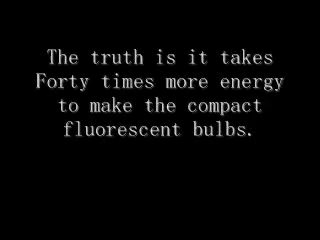 The truth is it takes
Forty times more energy
to make the compact
fluorescent bulbs.